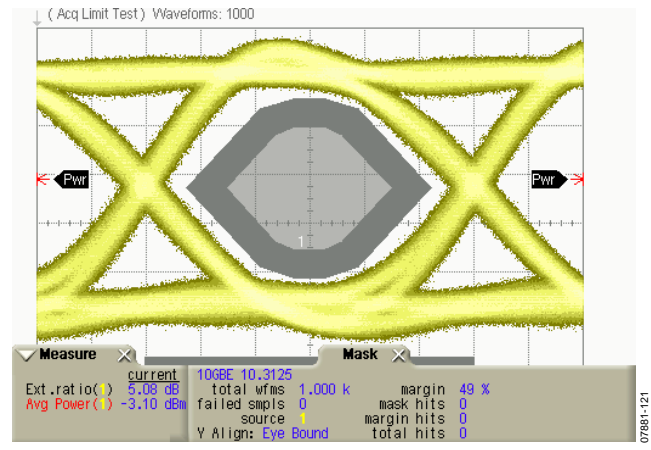 ( Acq Limit Test ) Waveforms: 1000
Pwr Pwr
1
Measure Mask
current 10GBE 10.3125
Ext.ratio(1) 5.08 dB total wfms 1.000 k margin 49 %
Avg Power(1) -3.10 dBm failed smpls 0 mask hits 0
source 1 margin hits 0
Y Align: Eye Bound total hits 0
07881-121